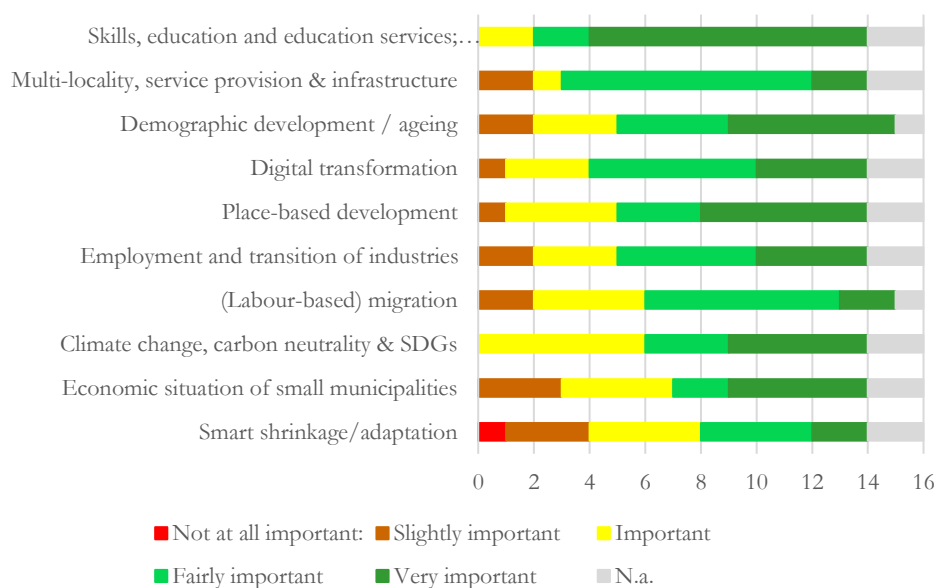 Skills, education and education services;…
Multi-locality, service provision & infrastructure
Demographic development / ageing
Digital transformation
Place-based development
Employment and transition of industries
(Labour-based) migration
Climate change, carbon neutrality & SDGs
Economic situation of small municipalities
Smart shrinkage/adaptation
0 2 4 6 8 10 12 14 16
Not at all important: Slightly important Important
Fairly important Very important N.a.